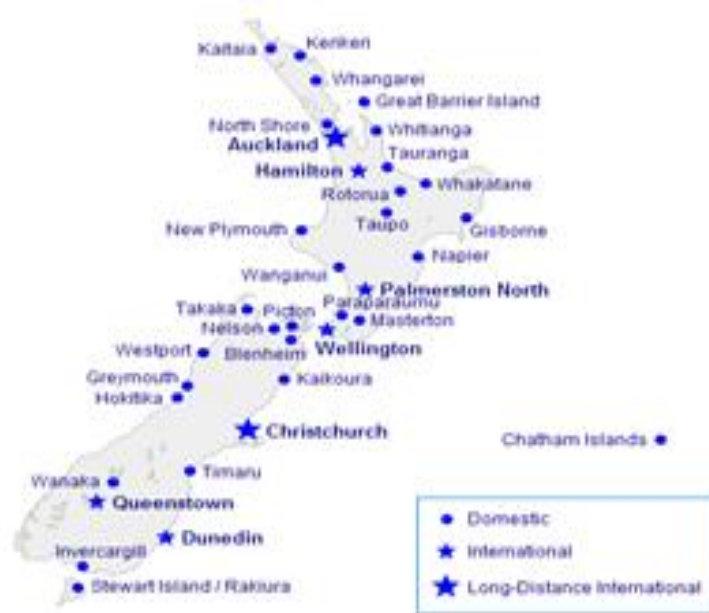 Kaitaia
Kerikeri
Whangarei
Great Barrier Island
North Shore
Whitianga
Auckland
Tauranga
Hamilton
Whakatane
Rotorua
Taupo
Gisborne
New Plymouth
Napier
Wanganui
Palmerston North
Takaka
Paraparaumu
Picton
Masterton
Nelson
Wellington
Westport
Blenheim
Greymouth
Kaikoura
Hokitika
Christchurch
Chatham Islands
Timaru
Wanaka
Queenstown
Dunedin
Invercargill
Stewart Island / Rakiura
Domestic
International
Long-Distance International